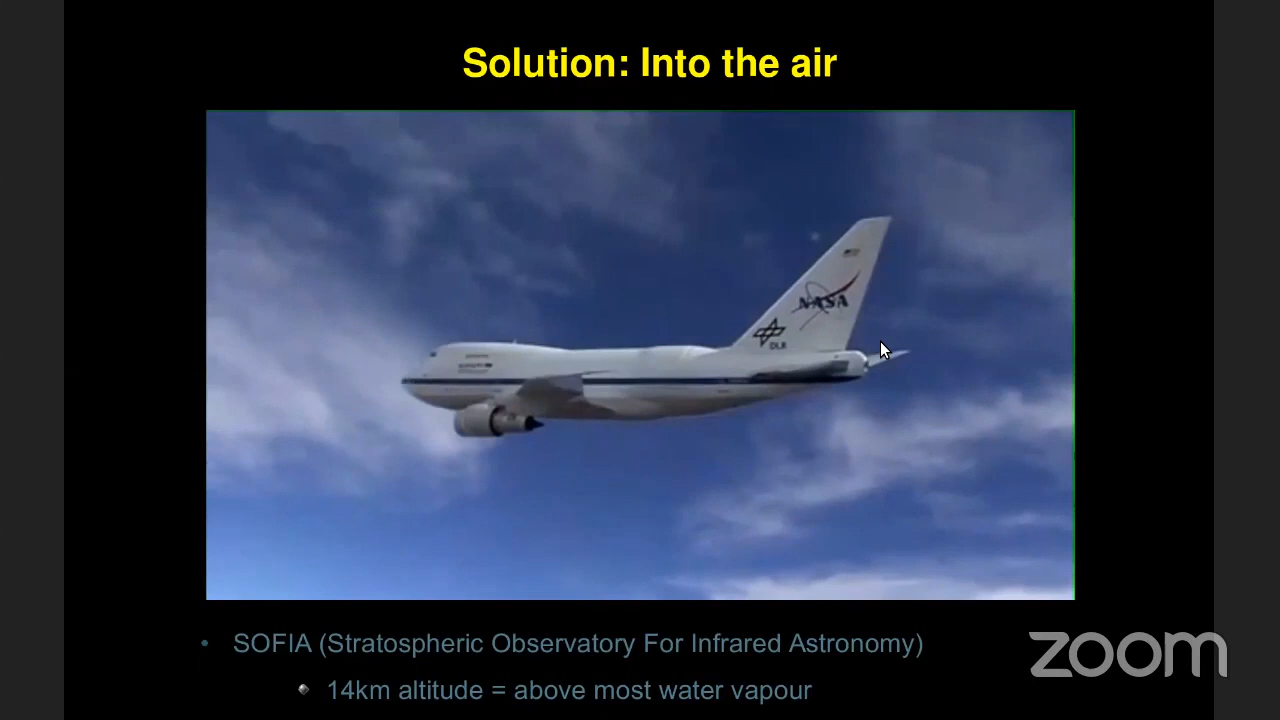 Solution: Into the air
NASA
DLR
SOFIA (Stratospheric Observatory For Infrared Astronomy)
14km altitude = above most water vapour
zoom